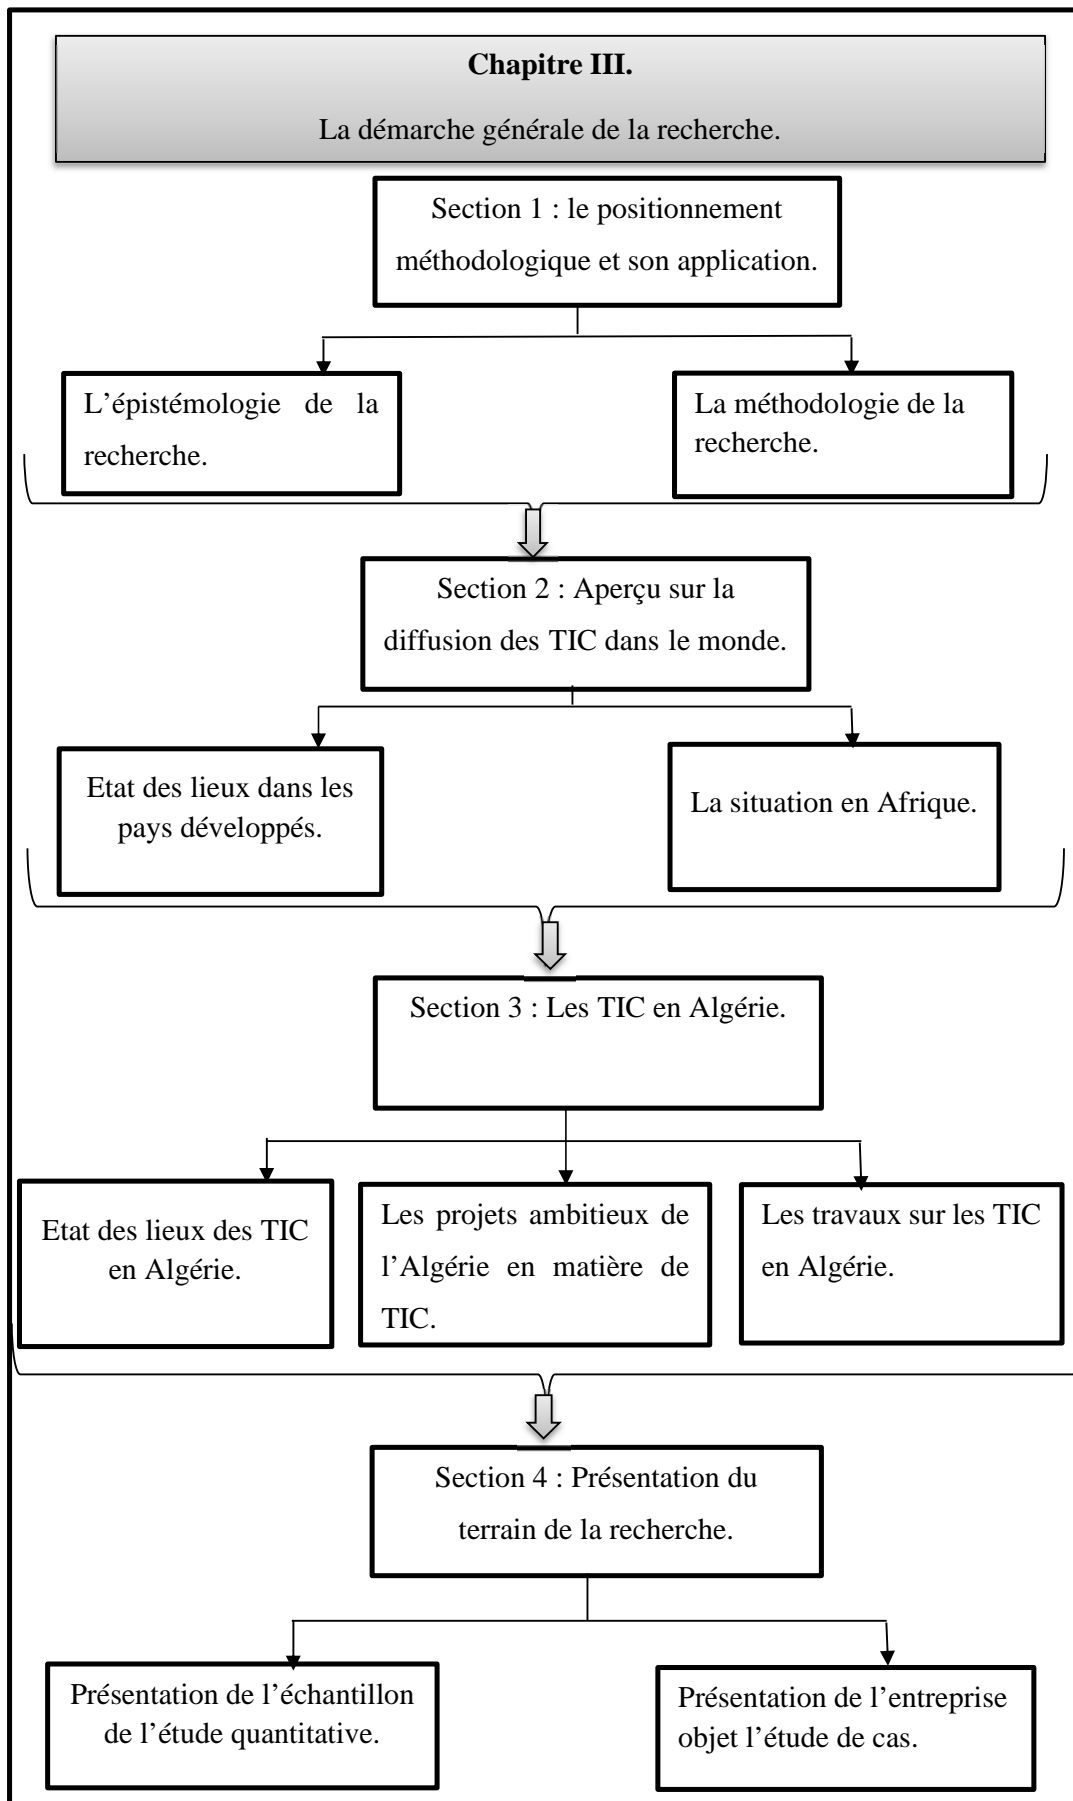 Chapitre III.
La démarche générale de la recherche.
Section 1 : le positionnement
méthodologique et son application.
L’épistémologie de la
recherche.
La méthodologie de la
recherche.
Section 2 : Aperçu sur la
diffusion des TIC dans le monde.
Etat des lieux dans les
pays développés.
La situation en Afrique.
Section 3 : Les TIC en Algérie.
Etat des lieux des TIC
en Algérie.
Les projets ambitieux de
l’Algérie en matière de
TIC.
Les travaux sur les TIC
en Algérie.
Section 4 : Présentation du
terrain de la recherche.
Présentation de l’échantillon
de l’étude quantitative.
Présentation de l’entreprise
objet l’étude de cas.